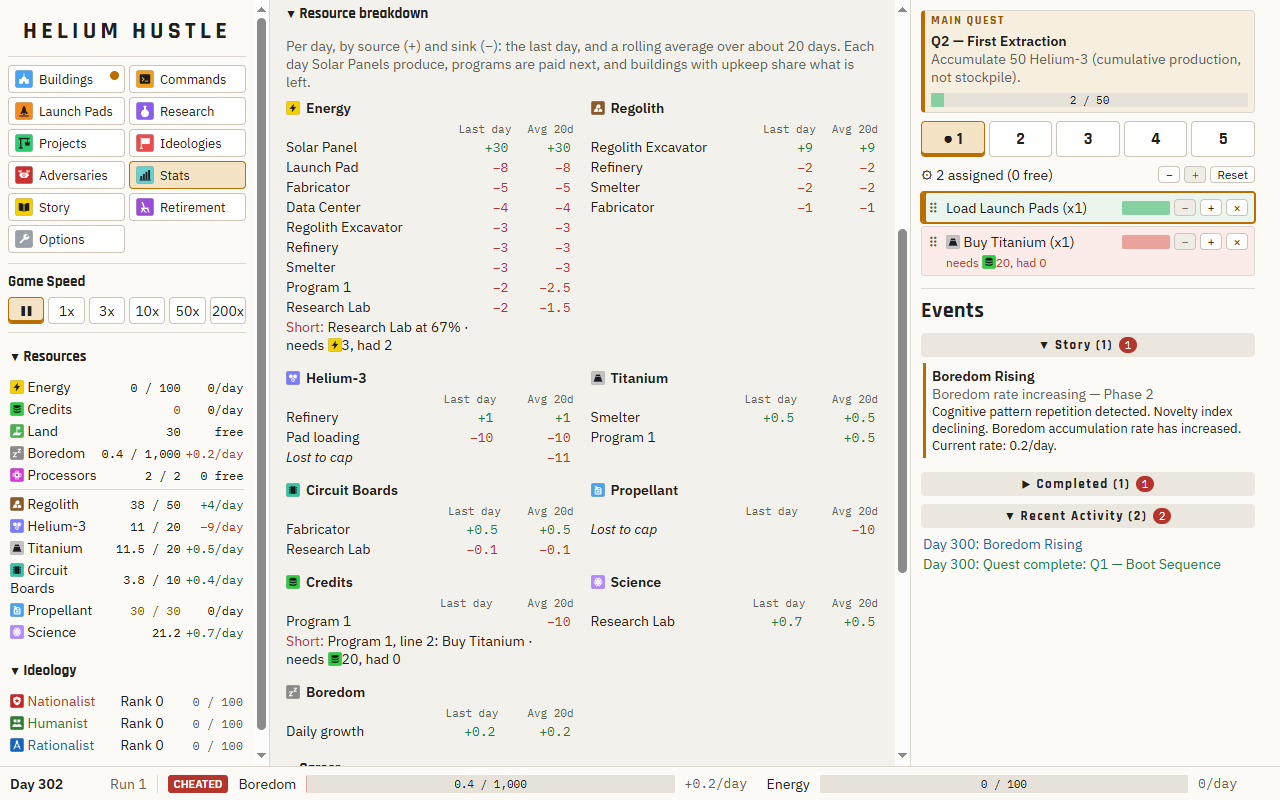 HELIUM HUSTLE
Buildings
Commands
Launch Pads
Research
Projects
Ideologies
Adversaries
Stats
Story
Retirement
Options
Game Speed
1x
3x
10x
50x
200x
▼ Resources
Energy 0 / 100 0/day
Credits 0 0/day
Land 30 free
Boredom 0.4 / 1,000 +0.2/day
Processors 2 / 2 0 free
Regolith 38 / 50 +4/day
Helium-3 11 / 20 −9/day
Titanium 11.5 / 20 +0.5/day
Circuit Boards 3.8 / 10 +0.4/day
Propellant 30 / 30 0/day
Science 21.2 +0.7/day
▼ Ideology
Nationalist Rank 0 0 / 100
Humanist Rank 0 0 / 100
Rationalist Rank 0 0 / 100
▼ Resource breakdown
Per day, by source (+) and sink (−): the last day, and a rolling average over about 20 days. Each
day Solar Panels produce, programs are paid next, and buildings with upkeep share what is
left.
Energy
Last day Avg 20d
Solar Panel +30 +30
Launch Pad −8 −8
Fabricator −5 −5
Data Center −4 −4
Regolith Excavator −3 −3
Refinery −3 −3
Smelter −3 −3
Program 1 −2 −2.5
Research Lab −2 −1.5
Short: Research Lab at 67% ·
needs 3, had 2
Regolith
Last day Avg 20d
Regolith Excavator +9 +9
Refinery −2 −2
Smelter −2 −2
Fabricator −1 −1
Helium-3
Last day Avg 20d
Refinery +1 +1
Pad loading −10 −10
Lost to cap −11
Titanium
Last day Avg 20d
Smelter +0.5 +0.5
Program 1 +0.5
Circuit Boards
Last day Avg 20d
Fabricator +0.5 +0.5
Research Lab −0.1 −0.1
Propellant
Last day Avg 20d
Lost to cap −10
Credits
Last day Avg 20d
Program 1 −10
Short: Program 1, line 2: Buy Titanium ·
needs 20, had 0
Science
Last day Avg 20d
Research Lab +0.7 +0.5
Boredom
Last day Avg 20d
Daily growth +0.2 +0.2
MAIN QUEST
Q2 — First Extraction
Accumulate 50 Helium-3 (cumulative production,
not stockpile).
2 / 50
● 1
2
3
4
5
2 assigned (0 free) − + Reset
Load Launch Pads (x1) − + ×
Buy Titanium (x1) − + ×
needs 20, had 0
Events
▼ Story (1) 1
Boredom Rising
Boredom rate increasing — Phase 2
Cognitive pattern repetition detected. Novelty index
declining. Boredom accumulation rate has increased.
Current rate: 0.2/day.
▶ Completed (1) 1
▼ Recent Activity (2) 2
Day 300: Boredom Rising
Day 300: Quest complete: Q1 — Boot Sequence
Day 302 Run 1 CHEATED Boredom 0.4 / 1,000 +0.2/day Energy 0 / 100 0/day